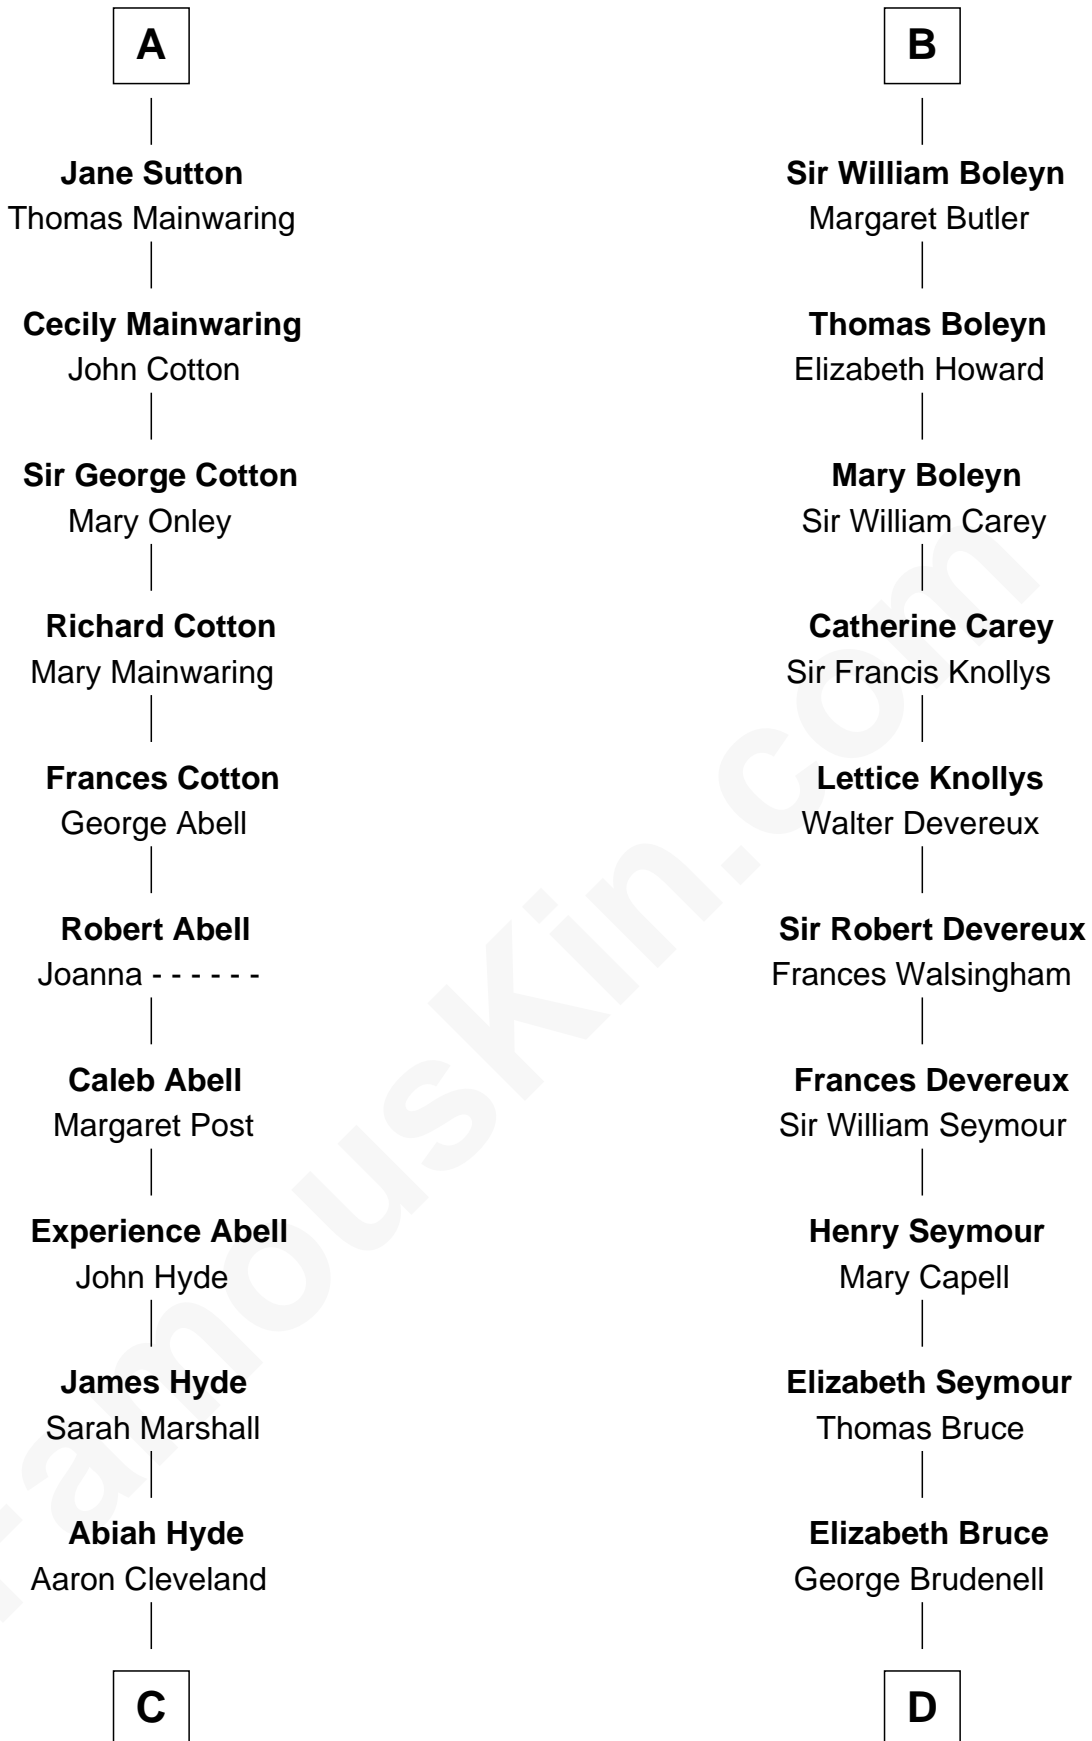 A
Jane Sutton
Thomas Mainwaring
Cecily Mainwaring
John Cotton
Sir George Cotton
Mary Onley
Richard Cotton
Mary Mainwaring
Frances Cotton
George Abell
Robert Abell
Joanna - - - - - -
Caleb Abell
Margaret Post
Experience Abell
John Hyde
James Hyde
Sarah Marshall
Abiah Hyde
Aaron Cleveland
C
B
Sir William Boleyn
Margaret Butler
Thomas Boleyn
Elizabeth Howard
Mary Boleyn
Sir William Carey
Catherine Carey
Sir Francis Knollys
Lettice Knollys
Walter Devereux
Sir Robert Devereux
Frances Walsingham
Frances Devereux
Sir William Seymour
Henry Seymour
Mary Capell
Elizabeth Seymour
Thomas Bruce
Elizabeth Bruce
George Brudenell
D
FamousKin.com